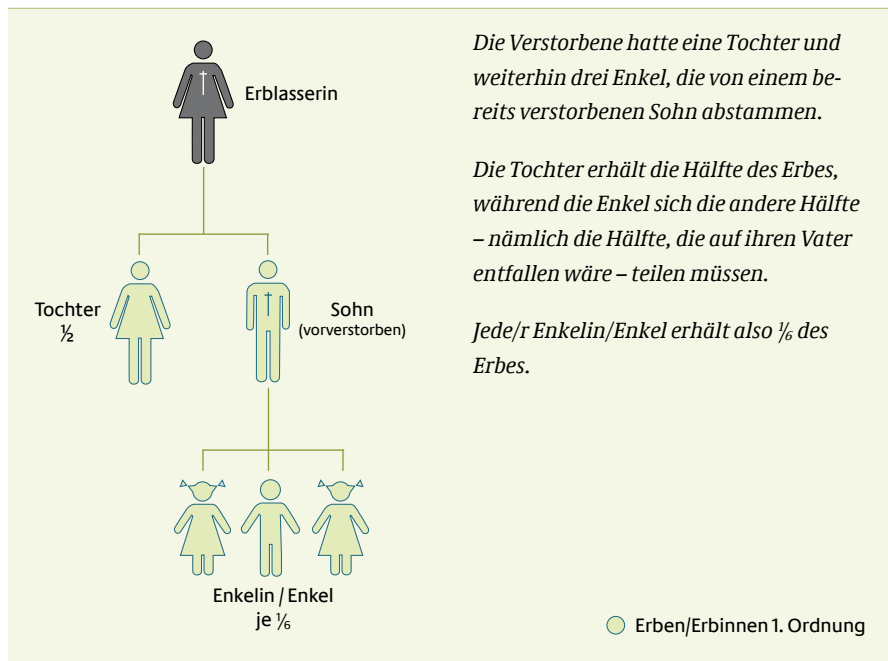 Erblasserin
Tochter
½
Sohn
(vorverstorben)
Enkelin / Enkel
je ⅙
Die Verstorbene hatte eine Tochter und
weiterhin drei Enkel, die von einem be-
reits verstorbenen Sohn abstammen.
Die Tochter erhält die Hälfte des Erbes,
während die Enkel sich die andere Hälfte
– nämlich die Hälfte, die auf ihren Vater
entfallen wäre – teilen müssen.
Jede/r Enkelin/Enkel erhält also ⅙ des
Erbes.
Erben/Erbinnen 1. Ordnung